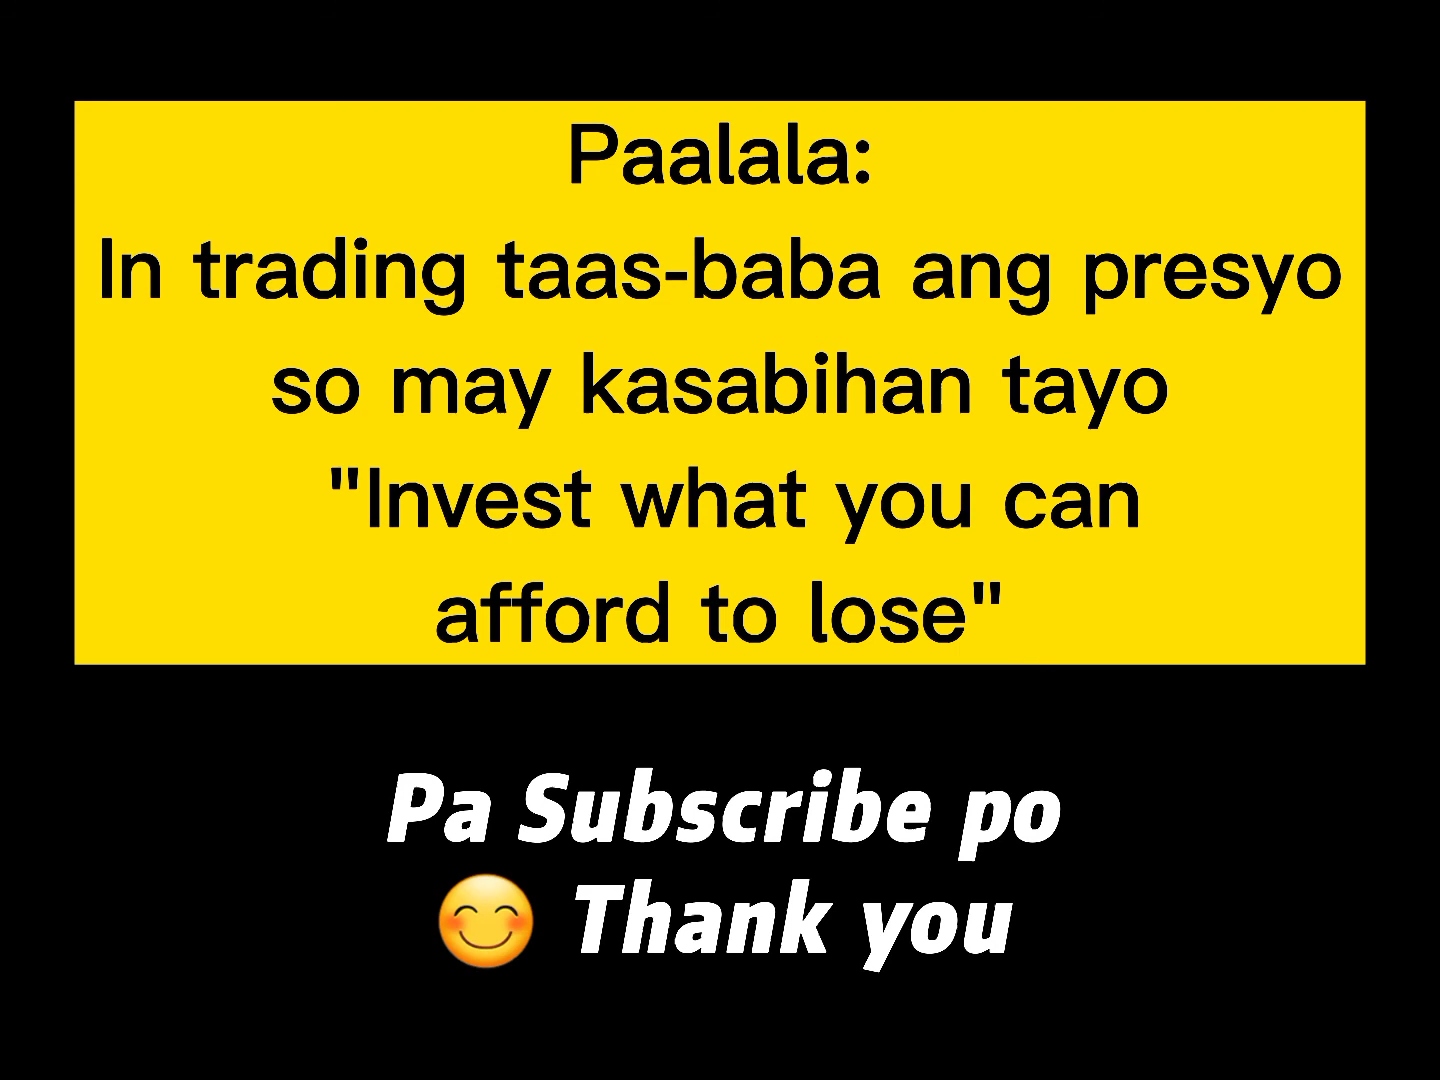 Paalala:
In trading taas-baba ang presyo
so may kasabihan tayo
"Invest what you can
afford to lose"
Pa Subscribe po
😊 Thank you